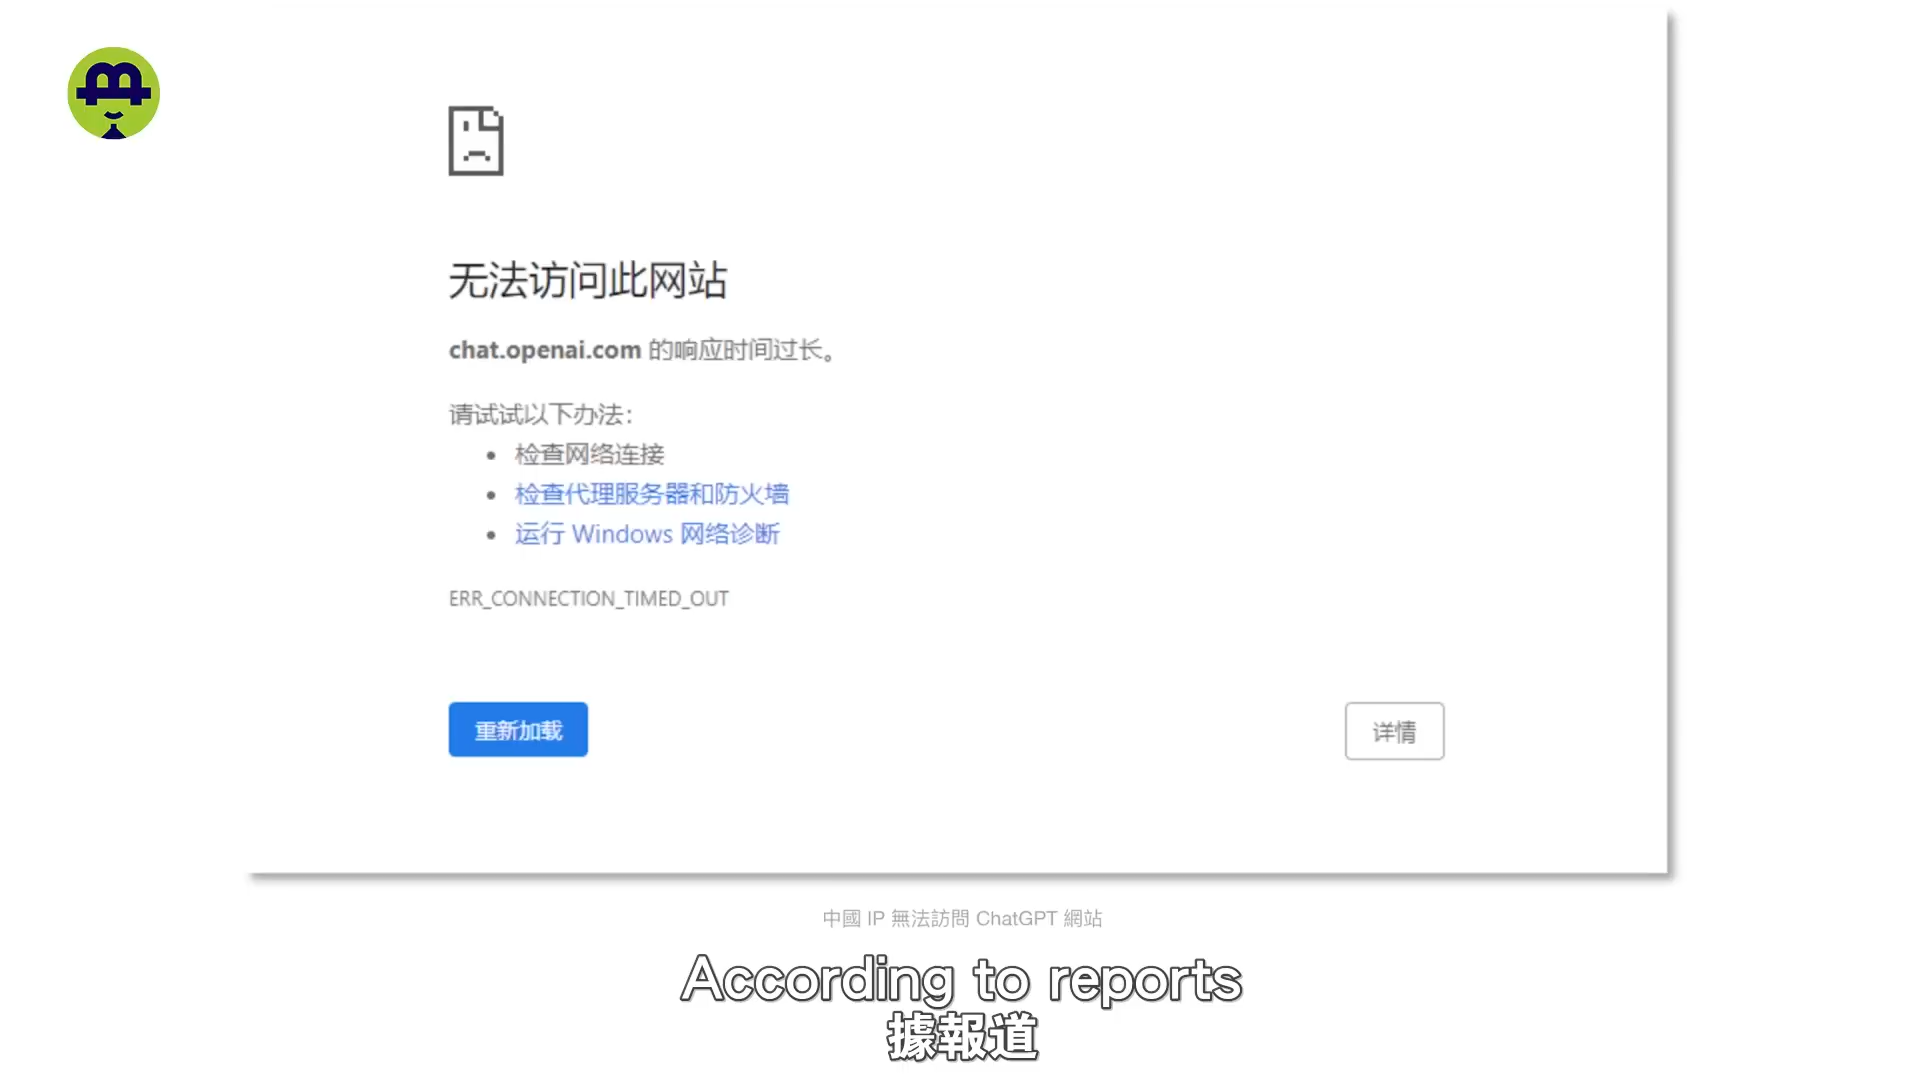 无法访问此网站
chat.openai.com 的响应时间过长。
请试试以下办法：
检查网络连接
检查代理服务器和防火墙
运行 Windows 网络诊断
ERR_CONNECTION_TIMED_OUT
重新加载
详情
中國 IP 無法訪問 ChatGPT 網站
According to reports
據報道